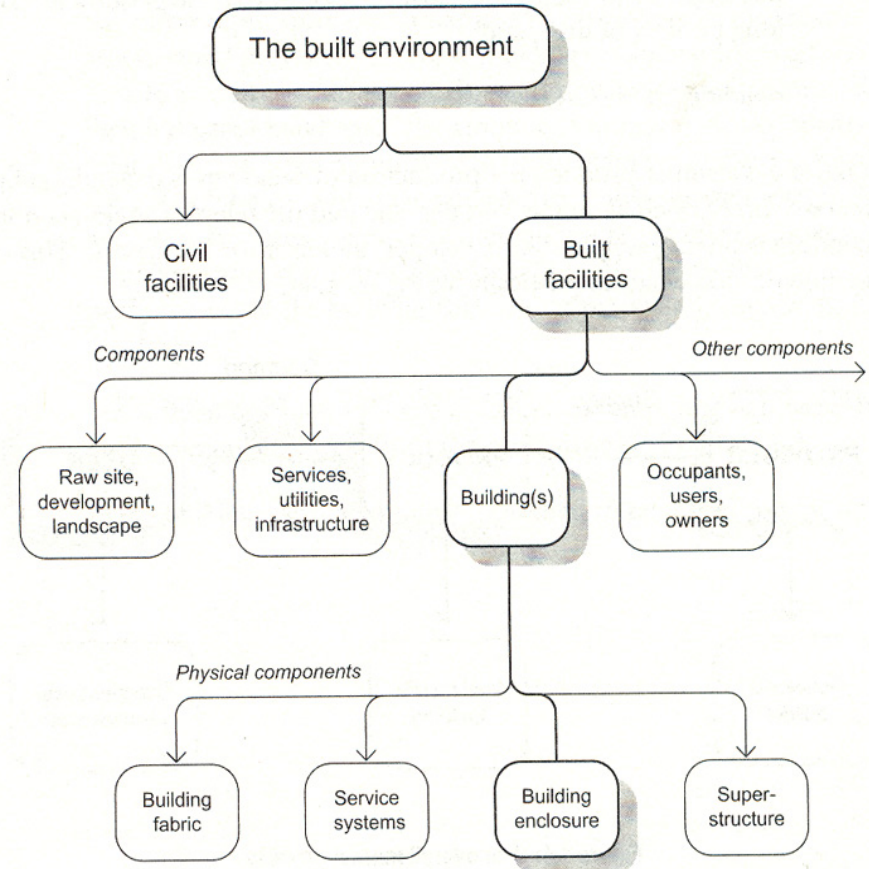 The built environment
Civil
facilities
Built
facilities
Components
Other components
Raw site,
development,
landscape
Services,
utilities,
infrastructure
Building(s)
Occupants,
users,
owners
Physical components
Building
fabric
Service
systems
Building
enclosure
Super-
structure